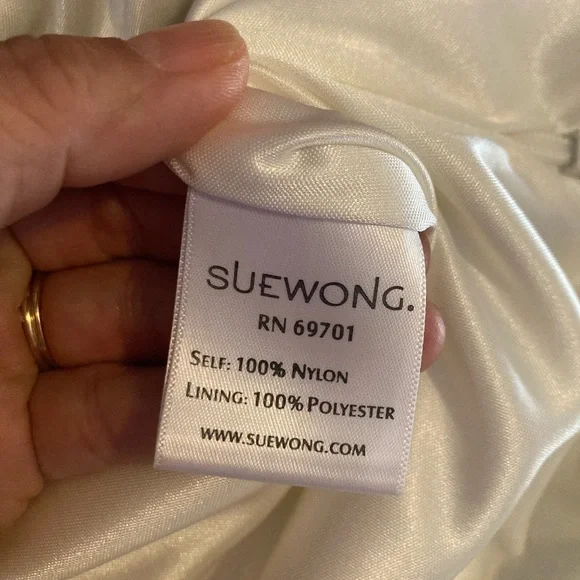 SUEWONG.
RN 69701
SELF: 100% NYLON
LINING: 100% POLYESTER
WWW.SUEWONG.COM